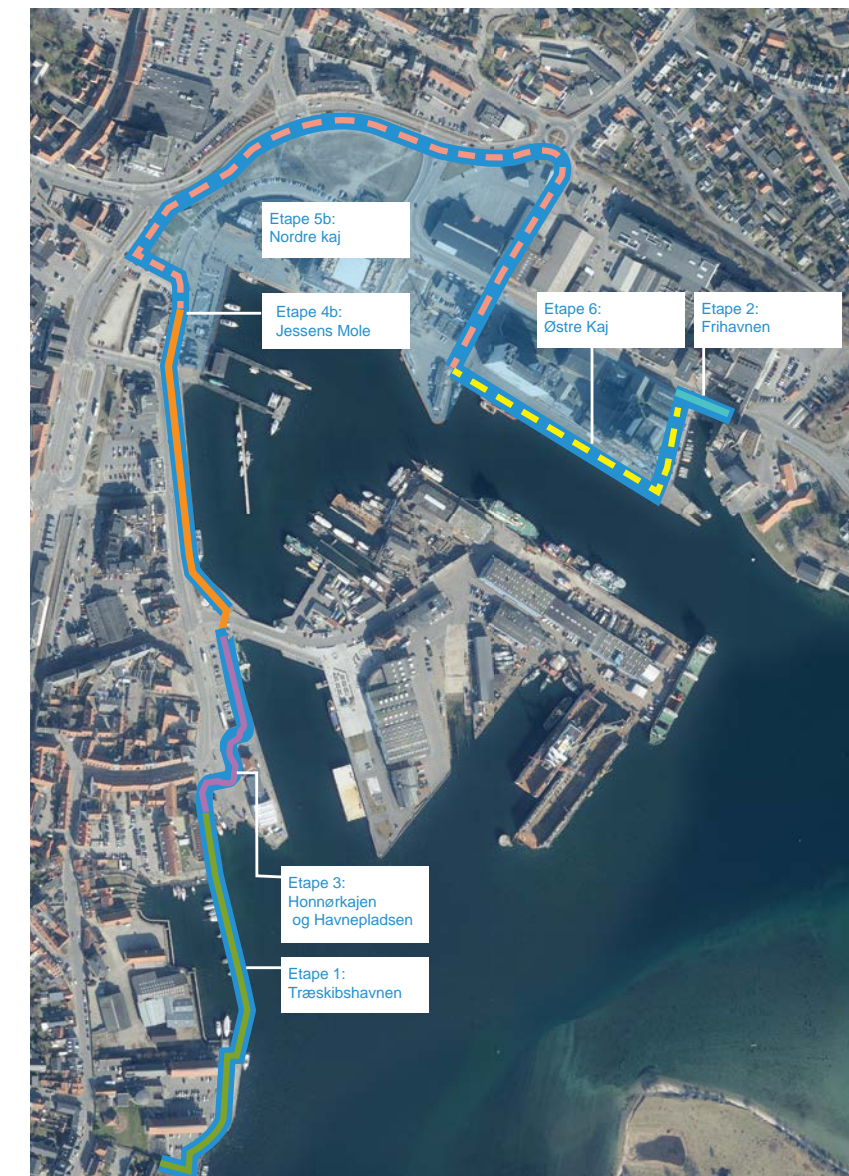 Etape 5b:
Nordre kaj
Etape 4b:
Jessens Mole
Etape 6:
Østre Kaj
Etape 2:
Frihavnen
Etape 3:
Honnørkajen
og Havnepladsen
Etape 1:
Træskibshavnen